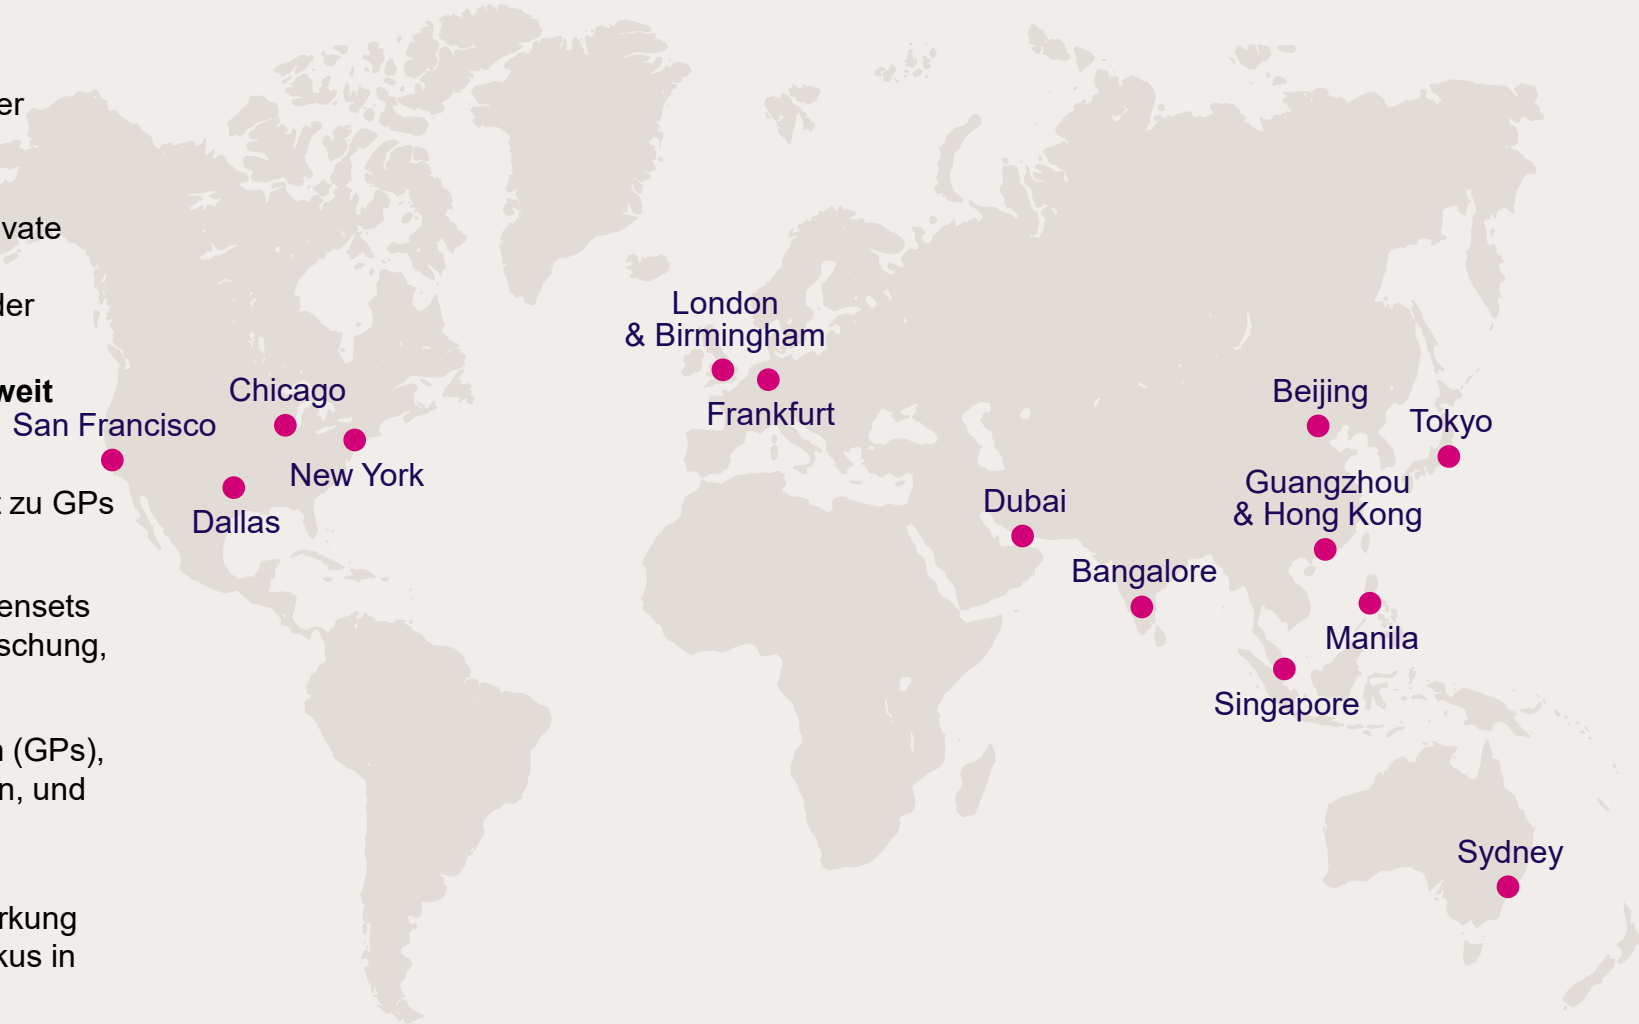 er
vate
der
weit
t zu GPs
ensets
schung,
n (GPs),
n, und
rkung
kus in
San Francisco
Chicago
New York
Dallas
London
& Birmingham
Frankfurt
Dubai
Bangalore
Beijing
Tokyo
Guangzhou
& Hong Kong
Manila
Singapore
Sydney